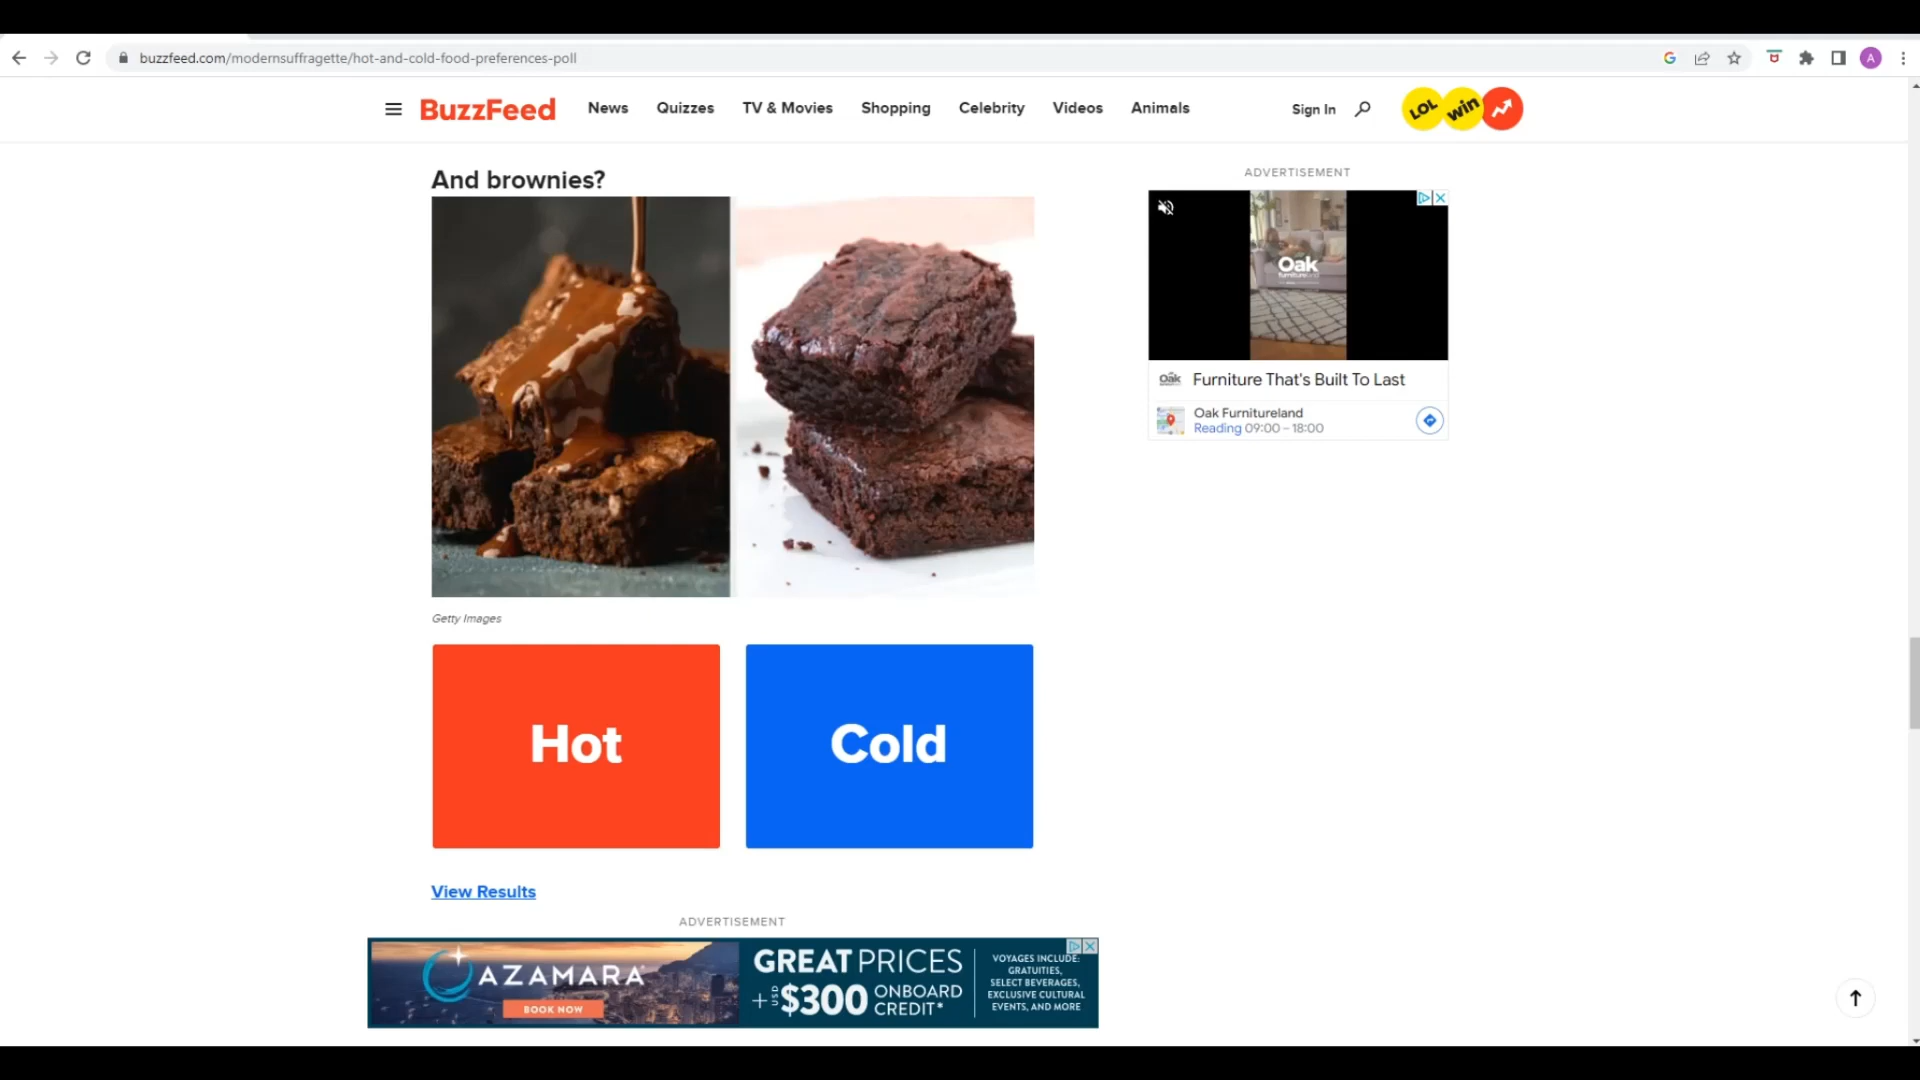 buzzfeed.com/modernsuffragette/hot-and-cold-food-preferences-poll
A
BuzzFeed
News
Quizzes
TV & Movies
Shopping
Celebrity
Videos
Animals
Sign In
LOL
win
And brownies?
ADVERTISEMENT
Oak
Oak
Furniture That's Built To Last
Oak Furnitureland
Reading 09:00 – 18:00
Getty Images
Hot
Cold
View Results
ADVERTISEMENT
AZAMARA
BOOK NOW
GREAT PRICES
+ USD $300 ONBOARD CREDIT*
VOYAGES INCLUDE:
GRATUITIES,
SELECT BEVERAGES,
EXCLUSIVE CULTURAL
EVENTS, AND MORE